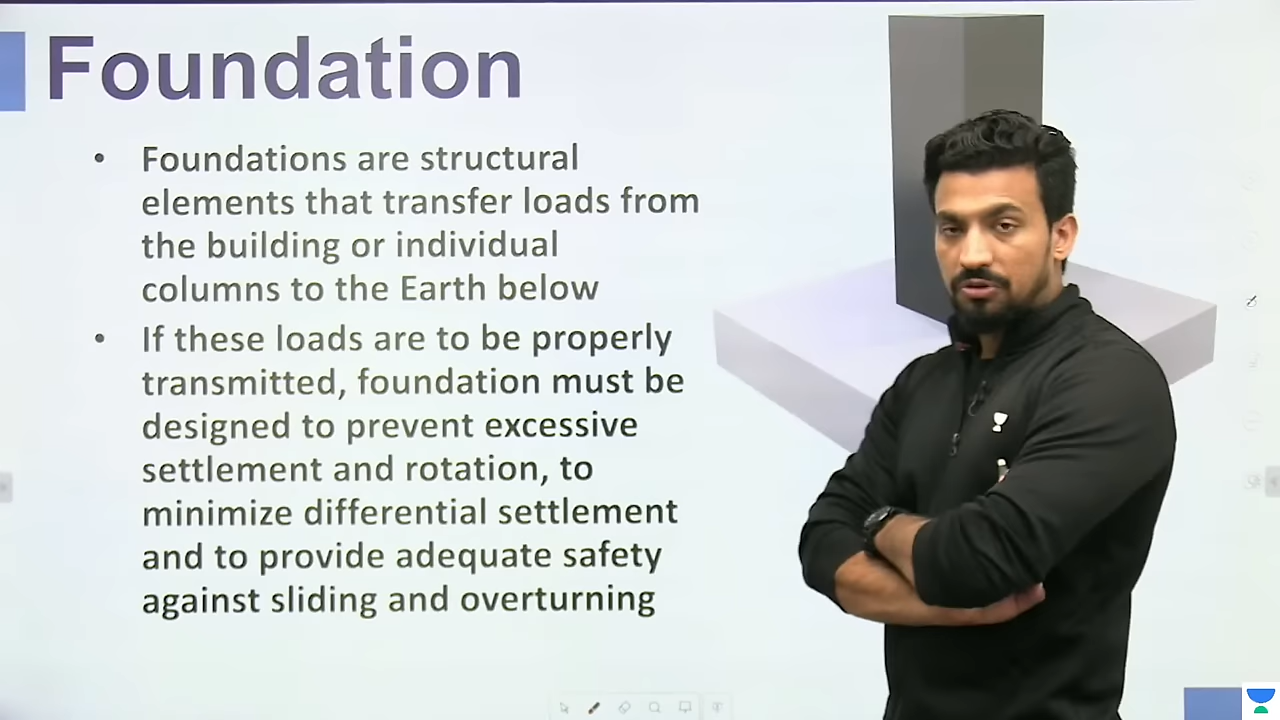 Foundation
• Foundations are structural
elements that transfer loads from
the building or individual
columns to the Earth below
• If these loads are to be properly
transmitted, foundation must be
designed to prevent excessive
settlement and rotation, to
minimize differential settlement
and to provide adequate safety
against sliding and overturning